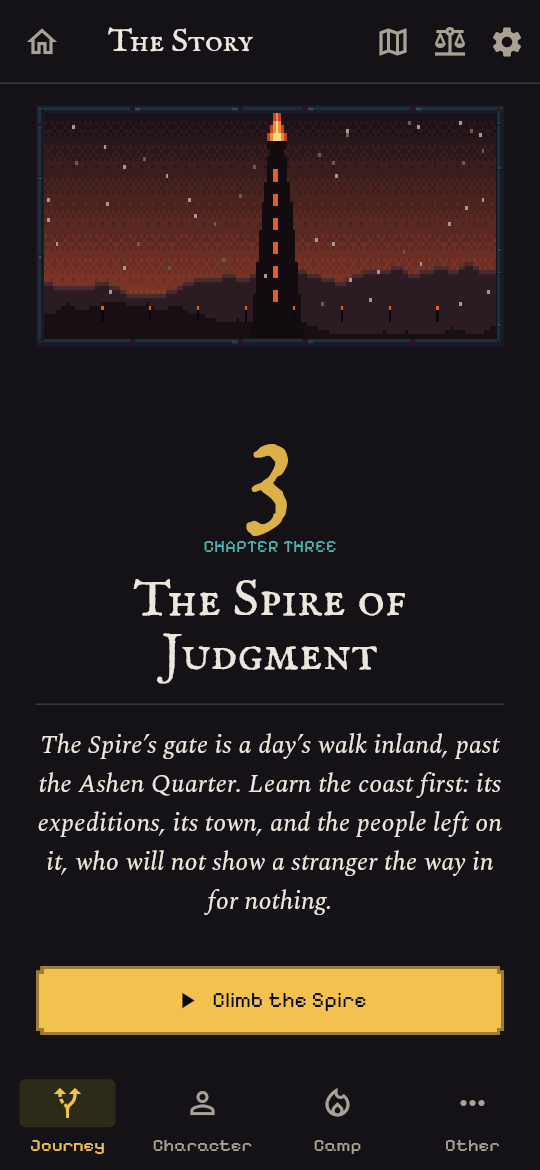 The Story
3
CHAPTER THREE
The Spire of
Judgment
The Spire’s gate is a day’s walk inland, past
the Ashen Quarter. Learn the coast first: its
expeditions, its town, and the people left on
it, who will not show a stranger the way in
for nothing.
Climb the Spire
Journey
Character
Camp
Other